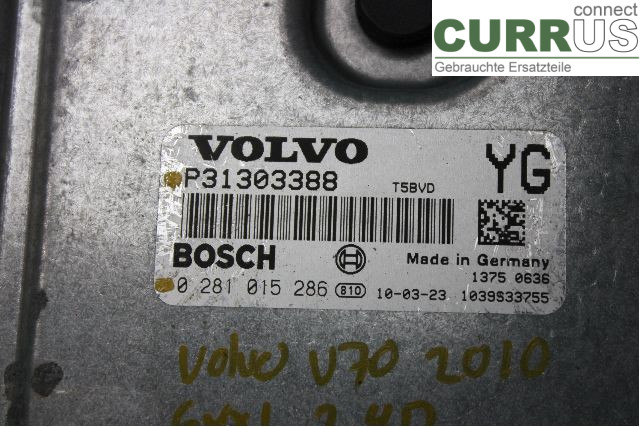 connect
CURRUS
Gebrauchte Ersatzteile
VOLVO
YG
P31303388 T5BVD
BOSCH
Made in Germany
1375 0636
0 281 015 286 810 10-03-23 1039S33755
Volvo V70 2010